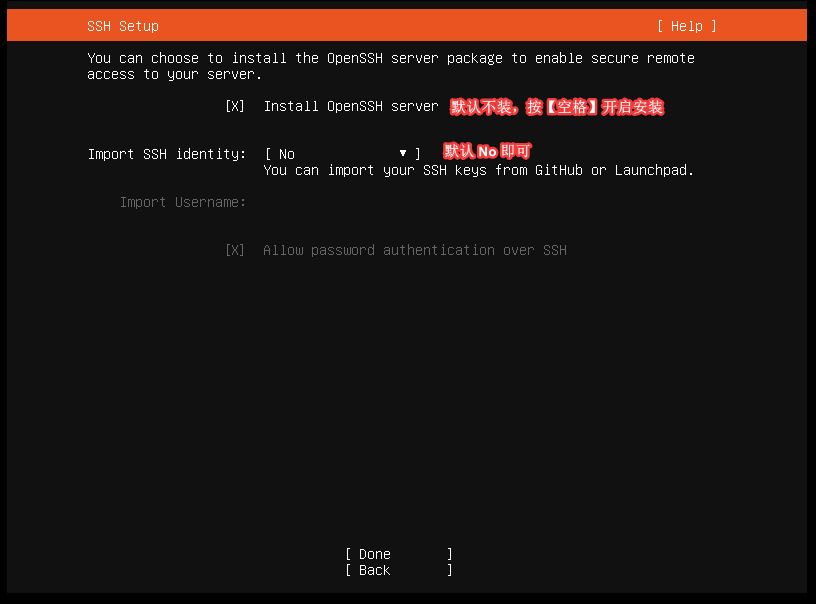 SSH Setup [ Help ]
You can choose to install the OpenSSH server package to enable secure remote
access to your server.
[X] Install OpenSSH server 默认不装，按【空格】开启安装
Import SSH identity: [ No ▼ ] 默认 No 即可
You can import your SSH keys from GitHub or Launchpad.
Import Username:
[X] Allow password authentication over SSH
[ Done ]
[ Back ]